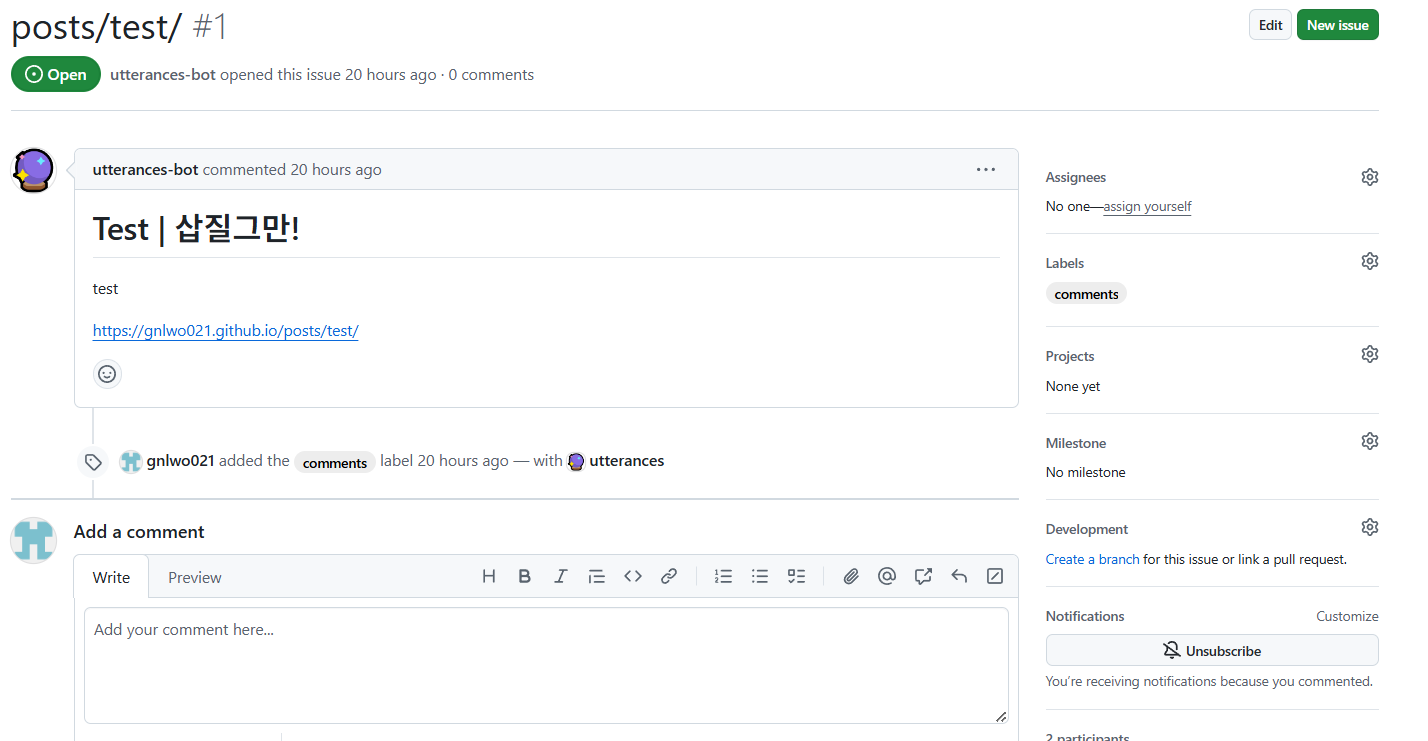 posts/test/ #1
Edit
New issue
Open
utterances-bot opened this issue 20 hours ago · 0 comments
utterances-bot commented 20 hours ago
Test | 삽질그만!
test
https://gnlwo021.github.io/posts/test/
gnlwo021 added the comments label 20 hours ago — with utterances
Add a comment
Write
Preview
Add your comment here...
Assignees
No one—assign yourself
Labels
comments
Projects
None yet
Milestone
No milestone
Development
Create a branch for this issue or link a pull request.
Notifications
Customize
Unsubscribe
You're receiving notifications because you commented.
2 participants